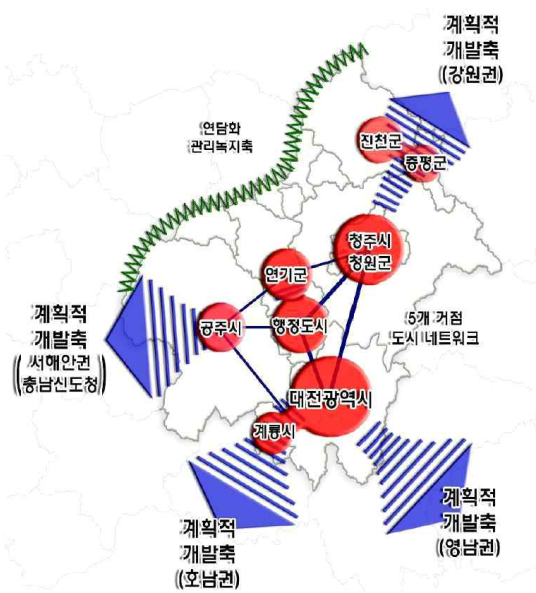 계획적
개발축
(강원권)
연담화
관리녹지축
진천군
증평군
청주시
청원군
연기군
계획적
개발축
(서해안권
충남신도청)
공주시
행정도시
5개 거점
도시 네트워크
대전광역시
계룡시
계획적
개발축
(호남권)
계획적
개발축
(영남권)